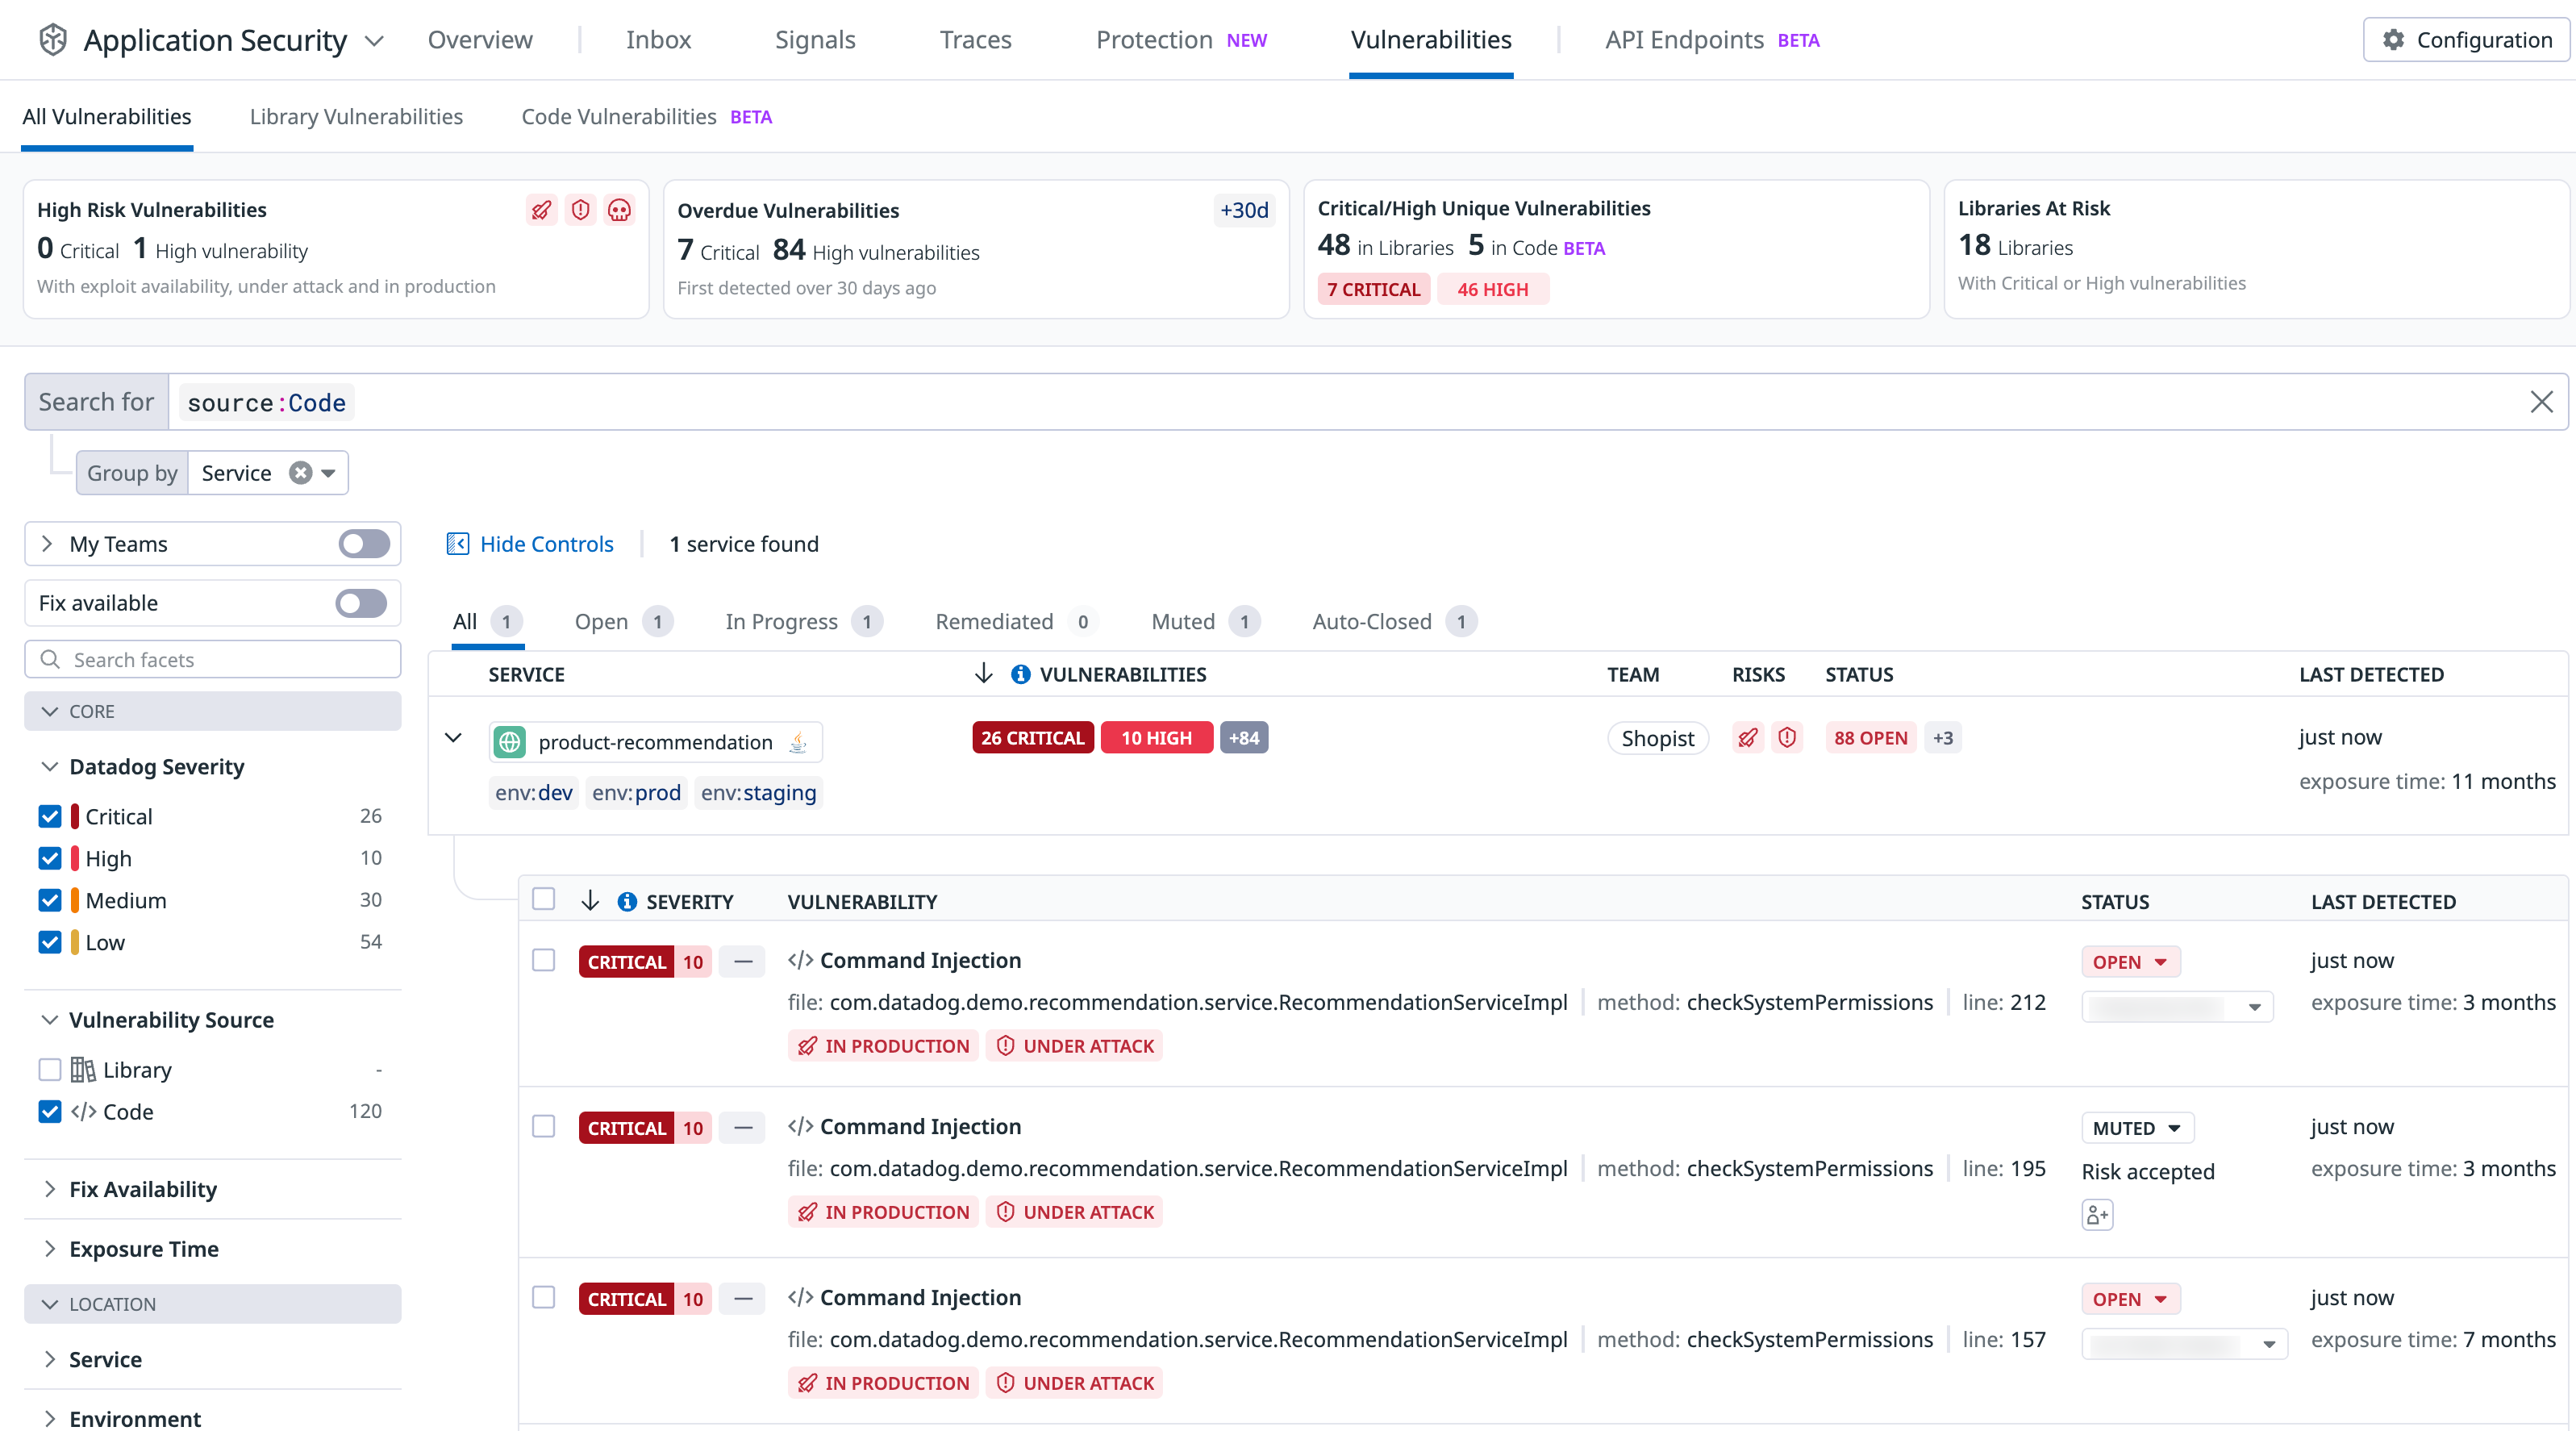 Application Security Overview Inbox Signals Traces Protection NEW Vulnerabilities API Endpoints BETA Configuration
All Vulnerabilities Library Vulnerabilities Code Vulnerabilities BETA
High Risk Vulnerabilities
0 Critical 1 High vulnerability
With exploit availability, under attack and in production
Overdue Vulnerabilities +30d
7 Critical 84 High vulnerabilities
First detected over 30 days ago
Critical/High Unique Vulnerabilities
48 in Libraries 5 in Code BETA
7 CRITICAL 46 HIGH
Libraries At Risk
18 Libraries
With Critical or High vulnerabilities
Search for source:Code
Group by Service
My Teams
Fix available
Search facets
CORE
Datadog Severity
Critical 26
High 10
Medium 30
Low 54
Vulnerability Source
Library -
Code 120
Fix Availability
Exposure Time
LOCATION
Service
Environment
Hide Controls 1 service found
All 1 Open 1 In Progress 1 Remediated 0 Muted 1 Auto-Closed 1
SERVICE VULNERABILITIES TEAM RISKS STATUS LAST DETECTED
product-recommendation 26 CRITICAL 10 HIGH +84 Shopist 88 OPEN +3 just now
env:dev env:prod env:staging exposure time: 11 months
SEVERITY VULNERABILITY STATUS LAST DETECTED
CRITICAL 10 — Command Injection OPEN just now
file: com.datadog.demo.recommendation.service.RecommendationServiceImpl method: checkSystemPermissions line: 212 exposure time: 3 months
IN PRODUCTION UNDER ATTACK
CRITICAL 10 — Command Injection MUTED just now
file: com.datadog.demo.recommendation.service.RecommendationServiceImpl method: checkSystemPermissions line: 195 Risk accepted exposure time: 3 months
IN PRODUCTION UNDER ATTACK
CRITICAL 10 — Command Injection OPEN just now
file: com.datadog.demo.recommendation.service.RecommendationServiceImpl method: checkSystemPermissions line: 157 exposure time: 7 months
IN PRODUCTION UNDER ATTACK